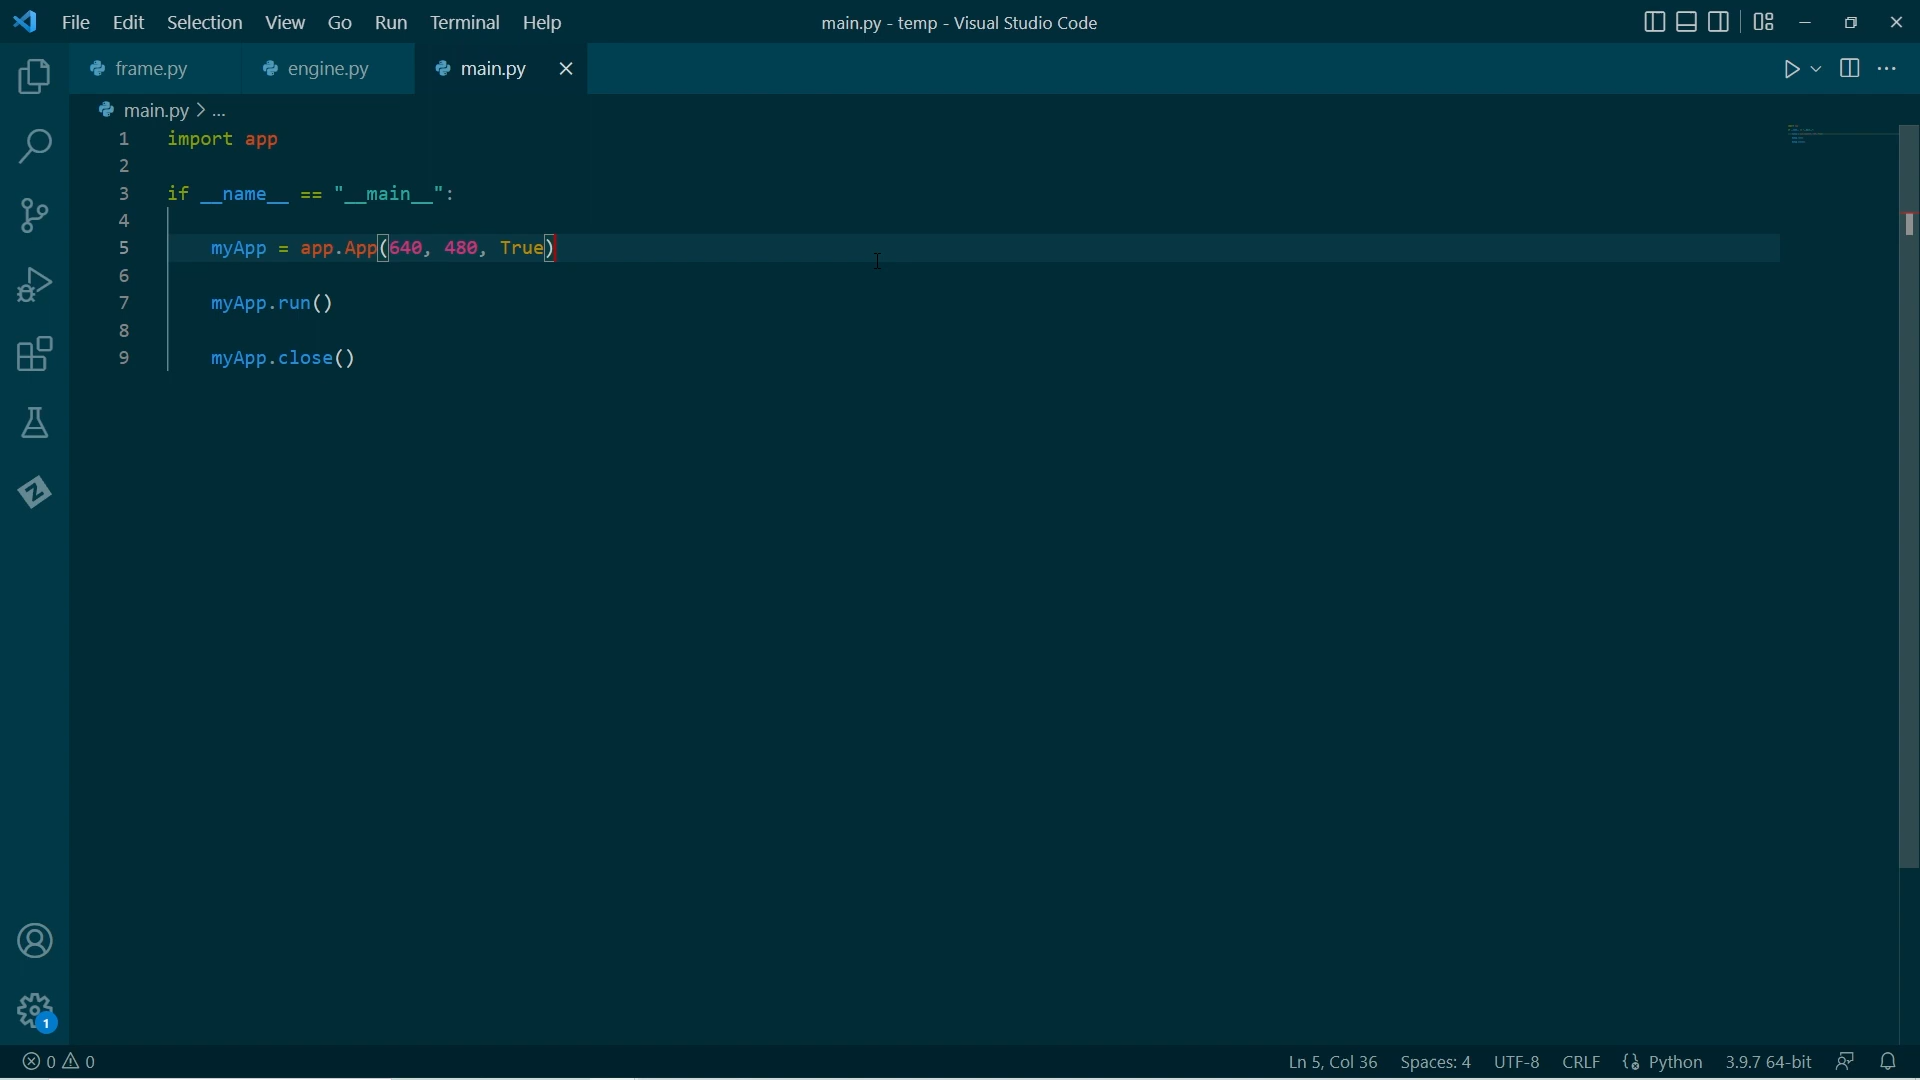 File Edit Selection View Go Run Terminal Help main.py - temp - Visual Studio Code
frame.py engine.py main.py
main.py > ...
1 import app
2
3 if __name__ == "__main__":
4
5     myApp = app.App(640, 480, True)
6
7     myApp.run()
8
9     myApp.close()
1
0 0 Ln 5, Col 36 Spaces: 4 UTF-8 CRLF Python 3.9.7 64-bit